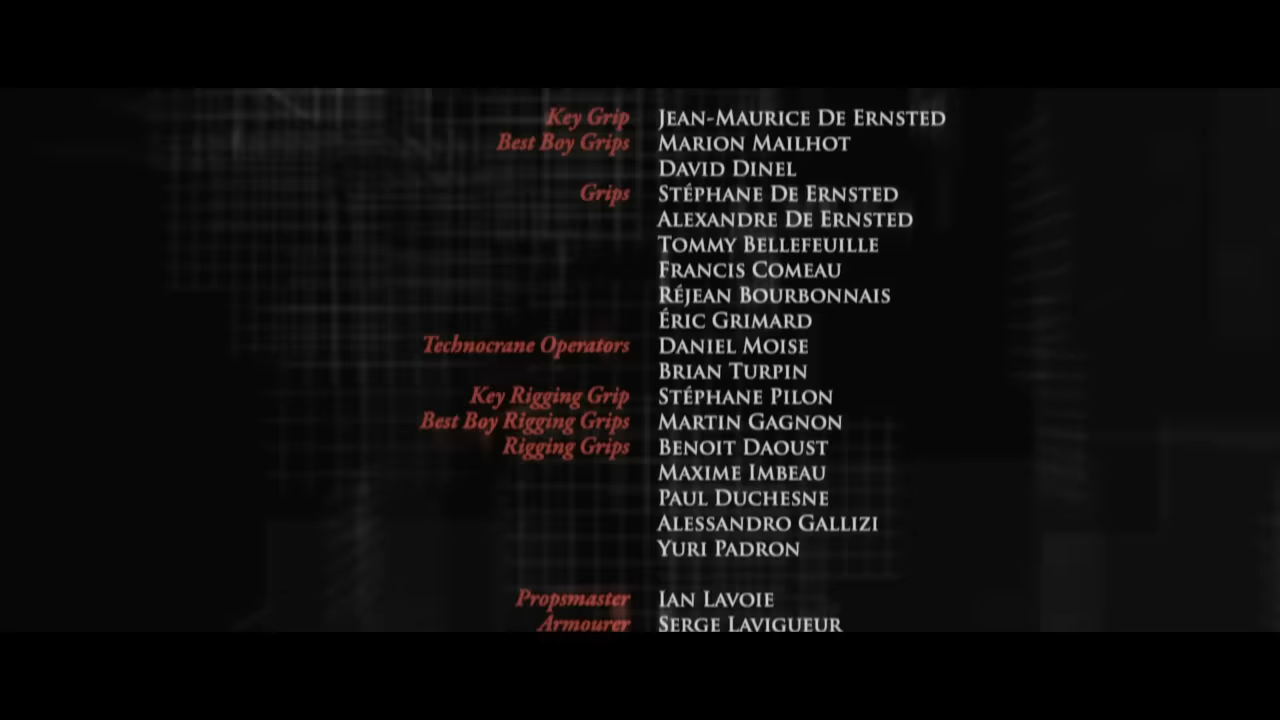 Key Grip JEAN-MAURICE DE ERNSTED
Best Boy Grips MARION MAILHOT
DAVID DINEL
Grips STÉPHANE DE ERNSTED
ALEXANDRE DE ERNSTED
TOMMY BELLEFEUILLE
FRANCIS COMEAU
RÉJEAN BOURBONNAIS
ÉRIC GRIMARD
Technocrane Operators DANIEL MOISE
BRIAN TURPIN
Key Rigging Grip STÉPHANE PILON
Best Boy Rigging Grips MARTIN GAGNON
Rigging Grips BENOIT DAOUST
MAXIME IMBEAU
PAUL DUCHESNE
ALESSANDRO GALLIZI
YURI PADRON
Propsmaster IAN LAVOIE
Armourer SERGE LAVIGUEUR